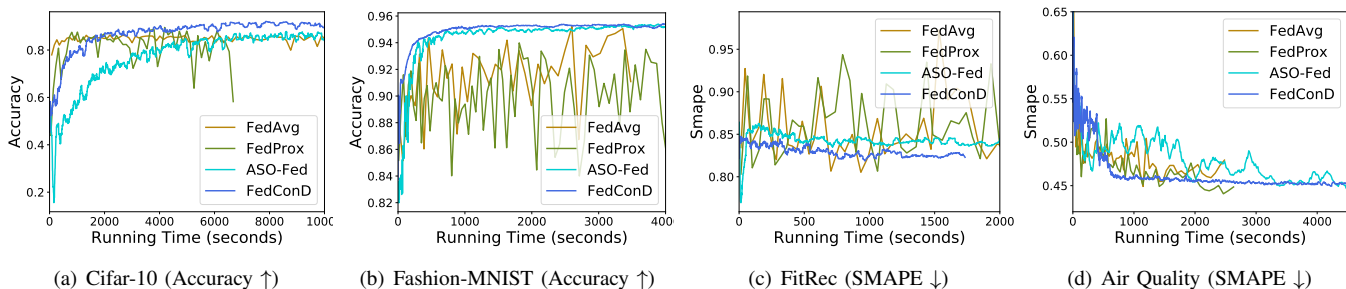 0.8
0.6
0.4
0.2
Accuracy
FedAvg
FedProx
ASO-Fed
FedConD
0 2000 4000 6000 8000 1000
Running Time (seconds)
(a) Cifar-10 (Accuracy ↑)
0.96
0.94
0.92
0.90
0.88
0.86
0.84
0.82
Accuracy
FedAvg
FedProx
ASO-Fed
FedConD
0 1000 2000 3000 40
Running Time (seconds)
(b) Fashion-MNIST (Accuracy ↑)
0.95
0.90
0.85
0.80
Smape
FedAvg
FedProx
ASO-Fed
FedConD
0 500 1000 1500 2000
Running Time (seconds)
(c) FitRec (SMAPE ↓)
0.65
0.60
0.55
0.50
0.45
Smape
FedAvg
FedProx
ASO-Fed
FedConD
0 1000 2000 3000 4000
Running Time (seconds)
(d) Air Quality (SMAPE ↓)